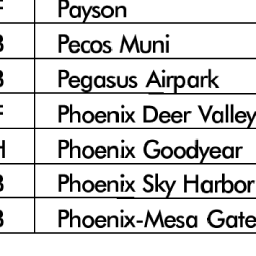 Payson
B Pecos Muni
B Pegasus Airpark
F Phoenix Deer Valley
H Phoenix Goodyear
B Phoenix Sky Harbor
B Phoenix-Mesa Gate